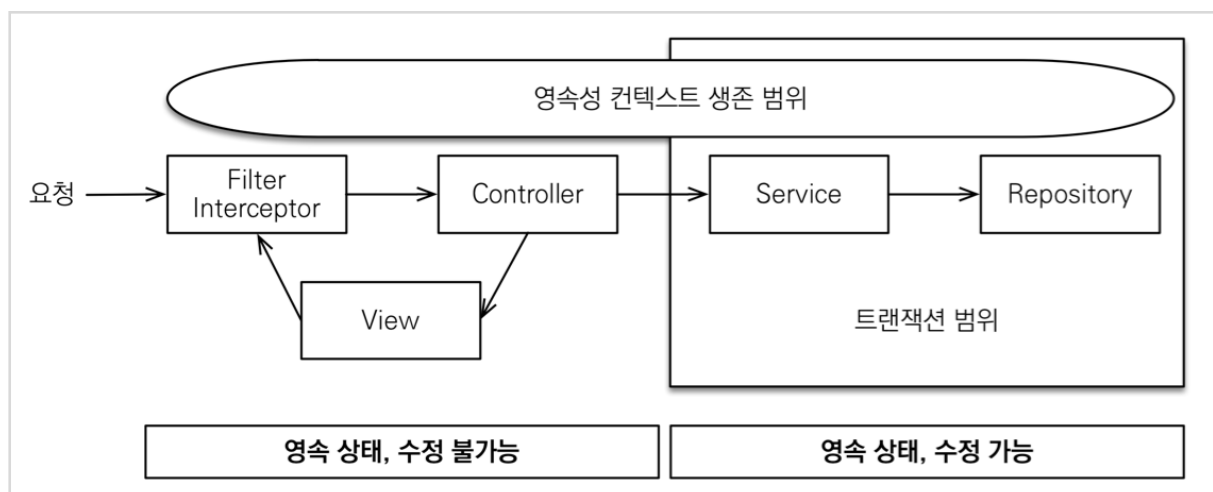 영속성 컨텍스트 생존 범위
요청
Filter
Interceptor
Controller
Service
Repository
View
트랜잭션 범위
영속 상태, 수정 불가능
영속 상태, 수정 가능